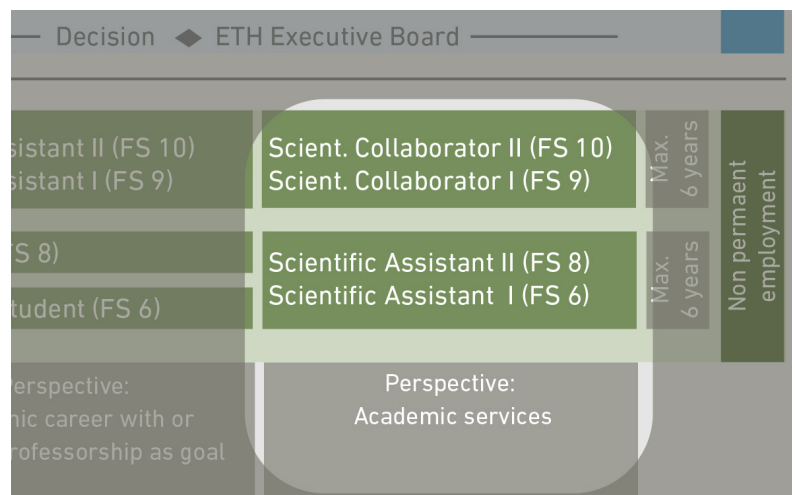 Decision ◆ ETH Executive Board
sistant II (FS 10)
sistant I (FS 9)
Scient. Collaborator II (FS 10)
Scient. Collaborator I (FS 9)
Max.
6 years
FS 8)
tudent (FS 6)
Scientific Assistant II (FS 8)
Scientific Assistant I (FS 6)
Max.
6 years
Non permaent
employment
Perspective:
nic career with or
rofessorship as goal
Perspective:
Academic services